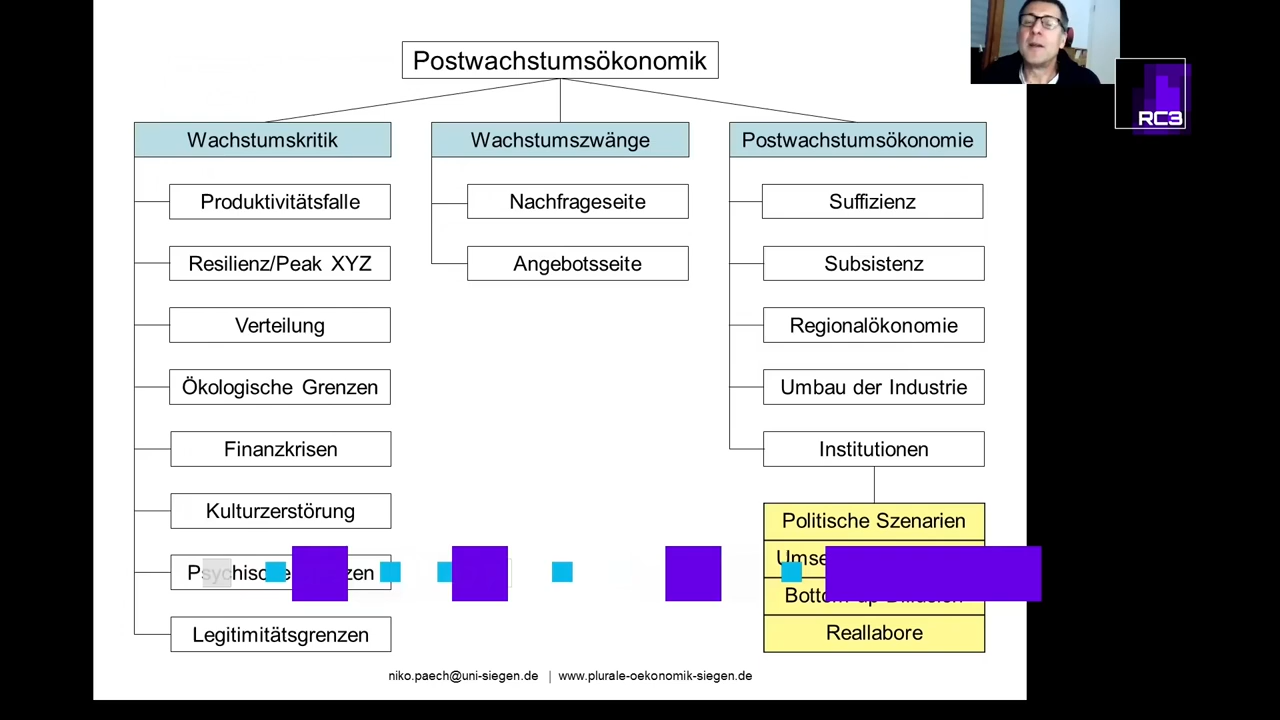 Postwachstumsökonomik
RC3
Wachstumskritik
Wachstumszwänge
Postwachstumsökonomie
Produktivitätsfalle
Nachfrageseite
Suffizienz
Resilienz/Peak XYZ
Angebotsseite
Subsistenz
Verteilung
Regionalökonomie
Ökologische Grenzen
Umbau der Industrie
Finanzkrisen
Institutionen
Kulturzerstörung
Politische Szenarien
Legitimitätsgrenzen
Reallabore
niko.paech@uni-siegen.de | www.plurale-oekonomik-siegen.de